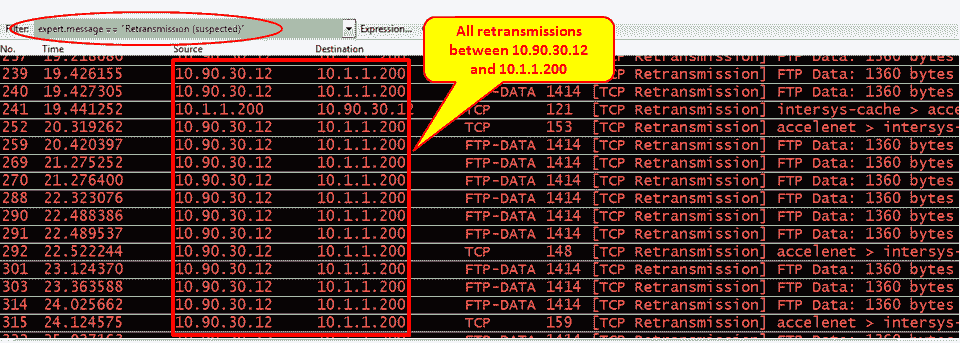 Filter: expert.message == "Retransmission (suspected)" Expression...
All retransmissions
between 10.90.30.12
and 10.1.1.200
No. Time Source Destination
237 19.218680
239 19.426155 10.90.30.12 10.1.1.200 FTP-DATA 1414 [TCP Retransmission] FTP Data: 1360 bytes
240 19.427305 10.90.30.12 10.1.1.200 FTP-DATA 1414 [TCP Retransmission] FTP Data: 1360 bytes
241 19.441252 10.1.1.200 10.90.30.12 TCP 121 [TCP Retransmission] intersys-cache > acce
252 20.319262 10.90.30.12 10.1.1.200 TCP 153 [TCP Retransmission] accelenet > intersys-
259 20.420397 10.90.30.12 10.1.1.200 FTP-DATA 1414 [TCP Retransmission] FTP Data: 1360 bytes
269 21.275252 10.90.30.12 10.1.1.200 FTP-DATA 1414 [TCP Retransmission] FTP Data: 1360 bytes
270 21.276400 10.90.30.12 10.1.1.200 FTP-DATA 1414 [TCP Retransmission] FTP Data: 1360 bytes
288 22.323076 10.90.30.12 10.1.1.200 FTP-DATA 1414 [TCP Retransmission] FTP Data: 1360 bytes
290 22.488386 10.90.30.12 10.1.1.200 FTP-DATA 1414 [TCP Retransmission] FTP Data: 1360 bytes
291 22.489537 10.90.30.12 10.1.1.200 FTP-DATA 1414 [TCP Retransmission] FTP Data: 1360 bytes
292 22.522244 10.90.30.12 10.1.1.200 TCP 148 [TCP Retransmission] accelenet > intersys-
301 23.124370 10.90.30.12 10.1.1.200 FTP-DATA 1414 [TCP Retransmission] FTP Data: 1360 bytes
303 23.363588 10.90.30.12 10.1.1.200 FTP-DATA 1414 [TCP Retransmission] FTP Data: 1360 bytes
314 24.025662 10.90.30.12 10.1.1.200 FTP-DATA 1414 [TCP Retransmission] FTP Data: 1360 bytes
315 24.124575 10.90.30.12 10.1.1.200 TCP 159 [TCP Retransmission] accelenet > intersys-